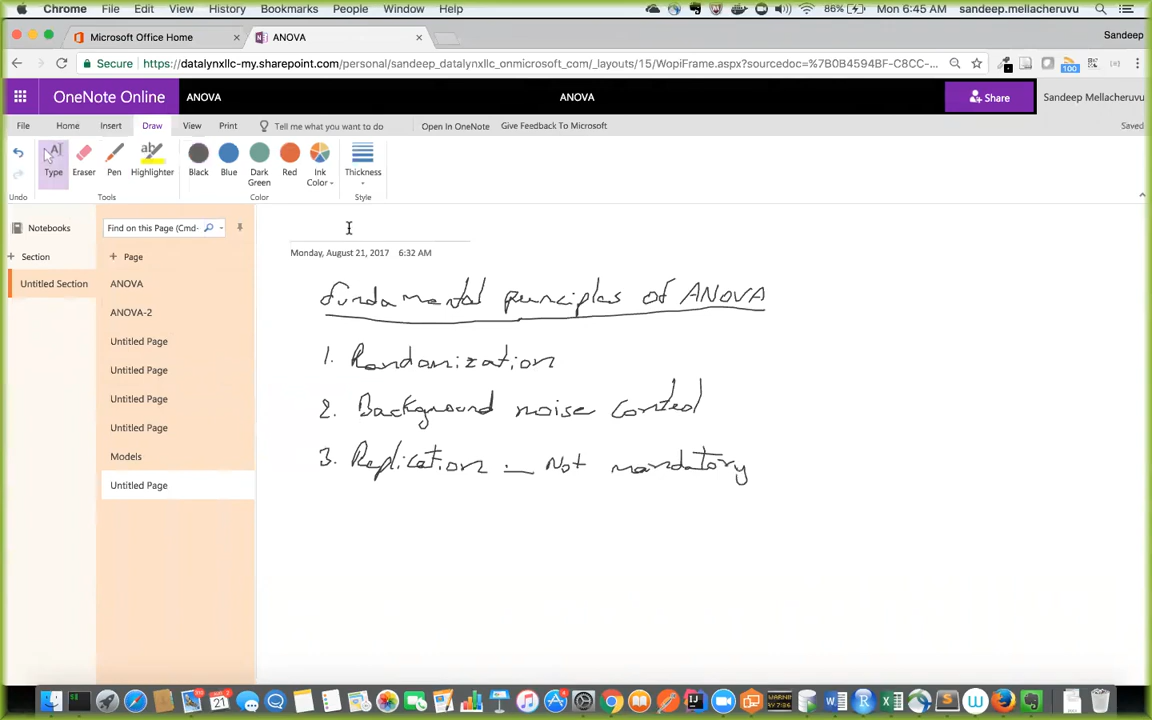 Chrome File Edit View History Bookmarks People Window Help 86% Mon 6:45 AM sandeep.mellacheruvu
Microsoft Office Home ANOVA Sandeep
Secure https://datalynxllc-my.sharepoint.com/personal/sandeep_datalynxllc_onmicrosoft_com/_layouts/15/WopiFrame.aspx?sourcedoc=%7B0B4594BF-C8CC-... 100
OneNote Online ANOVA ANOVA Share Sandeep Mellacheruvu
File Home Insert Draw View Print Tell me what you want to do Open In OneNote Give Feedback To Microsoft Saved
Type Eraser Pen Highlighter Black Blue Dark Green Red Ink Color Thickness
Undo Tools Color Style
Notebooks Find on this Page (Cmd-
Monday, August 21, 2017 6:32 AM
Section Page
Untitled Section ANOVA
ANOVA-2
Untitled Page
Untitled Page
Untitled Page
Untitled Page
Models
Untitled Page
fundamental principles of ANOVA
1. Randamization
2. Background noise control
3. Replication - Not mandatory